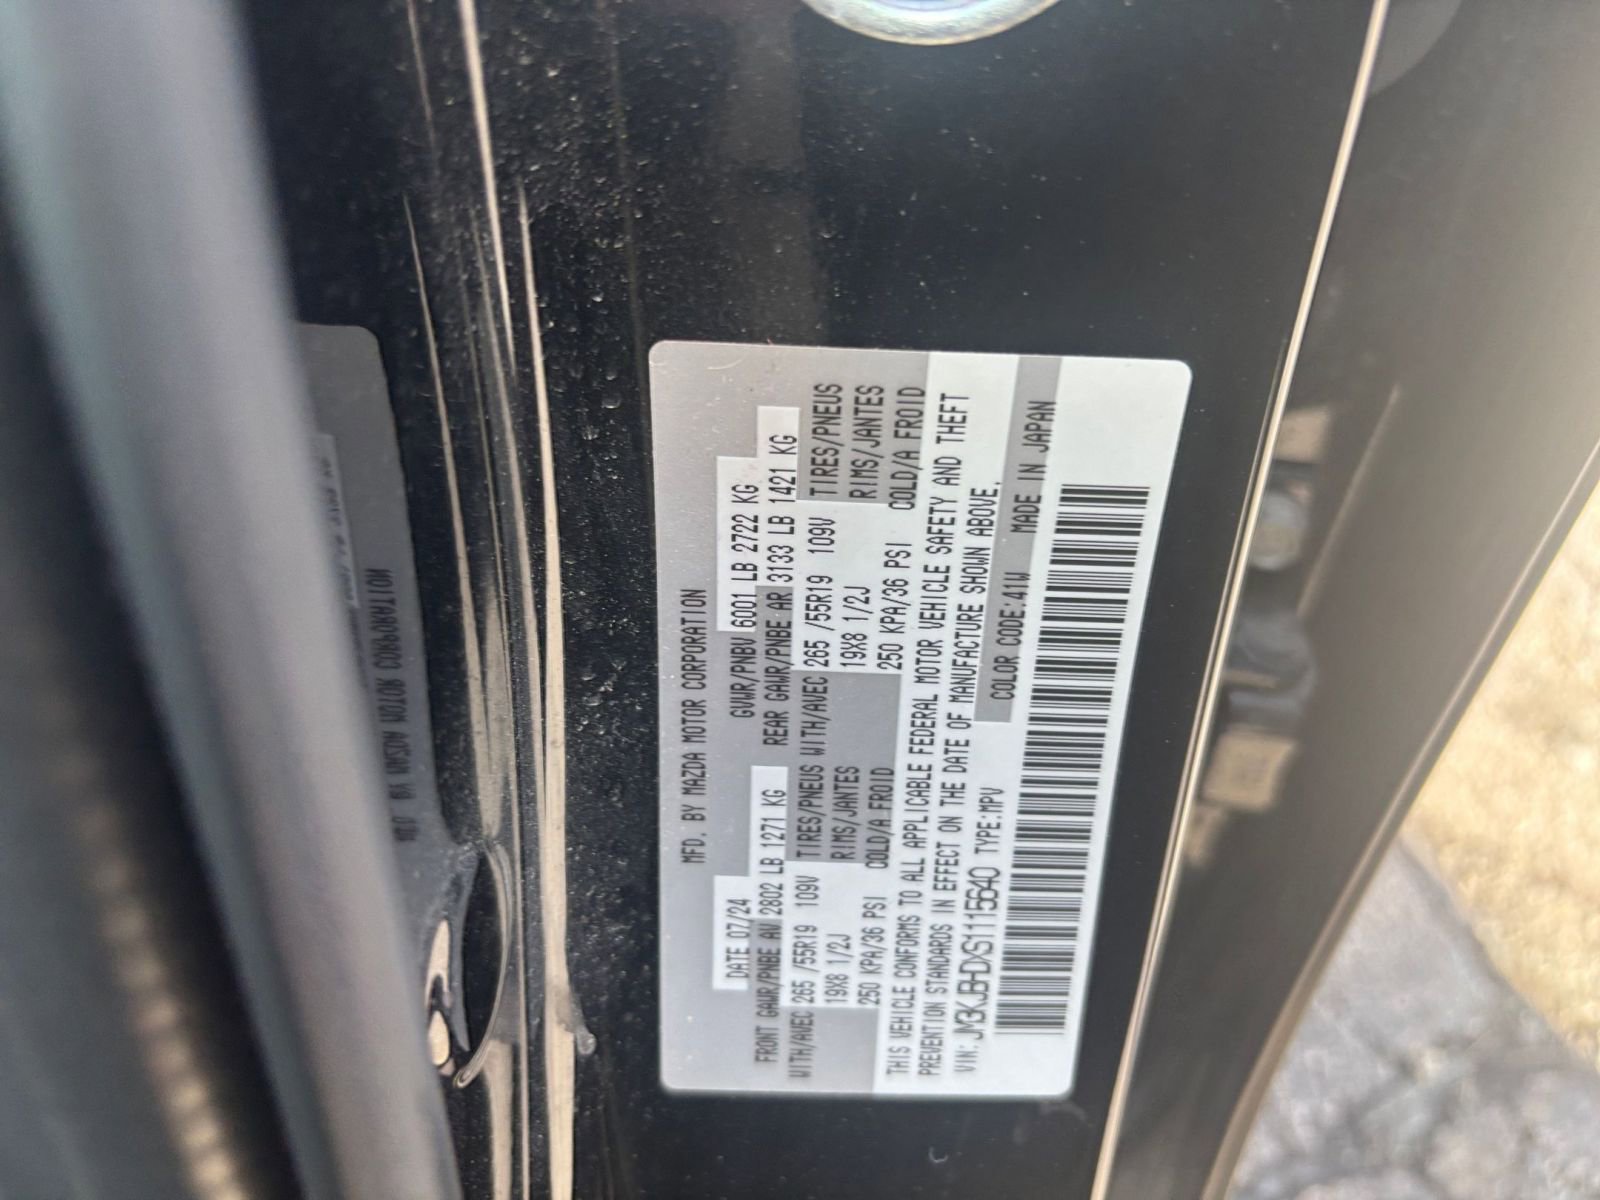 MFD. BY MAZDA MOTOR CORPORATION
DATE 07/24 GVWR/PNBV 6001 LB 2722 KG
FRONT GAWR/PNBE AV 2802 LB 1271 KG REAR GAWR/PNBE AR 3133 LB 1421 KG
WITH/AVEC 265 /55R19 109V TIRES/PNEUS WITH/AVEC 265 /55R19 109V TIRES/PNEUS
19X8 1/2J RIMS/JANTES 19X8 1/2J RIMS/JANTES
250 KPA/36 PSI COLD/A FROID 250 KPA/36 PSI COLD/A FROID
THIS VEHICLE CONFORMS TO ALL APPLICABLE FEDERAL MOTOR VEHICLE SAFETY AND THEFT
PREVENTION STANDARDS IN EFFECT ON THE DATE OF MANUFACTURE SHOWN ABOVE.
VIN: JM3KJBHDXS1115640 TYPE:MPV COLOR CODE:41W MADE IN JAPAN
MFD. BY MAZDA MOTOR CORPORATION